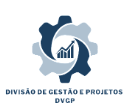 DIVISÃO DE GESTÃO E PROJETOS
DVGP